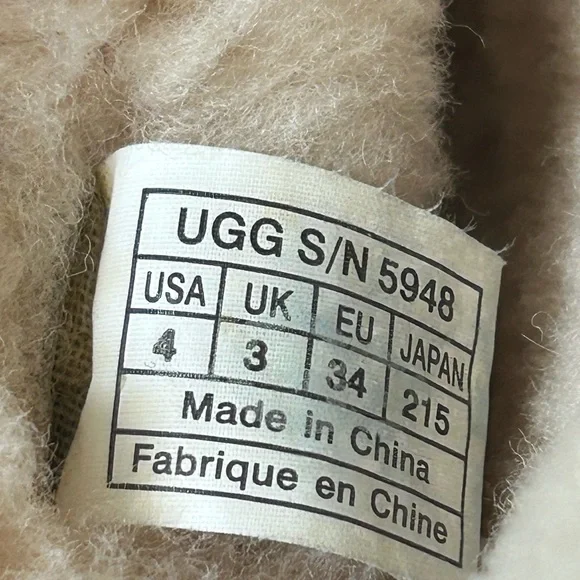 UGG S/N 5948
USA UK EU JAPAN
4 3 34 215
Made in China
Fabrique en Chine